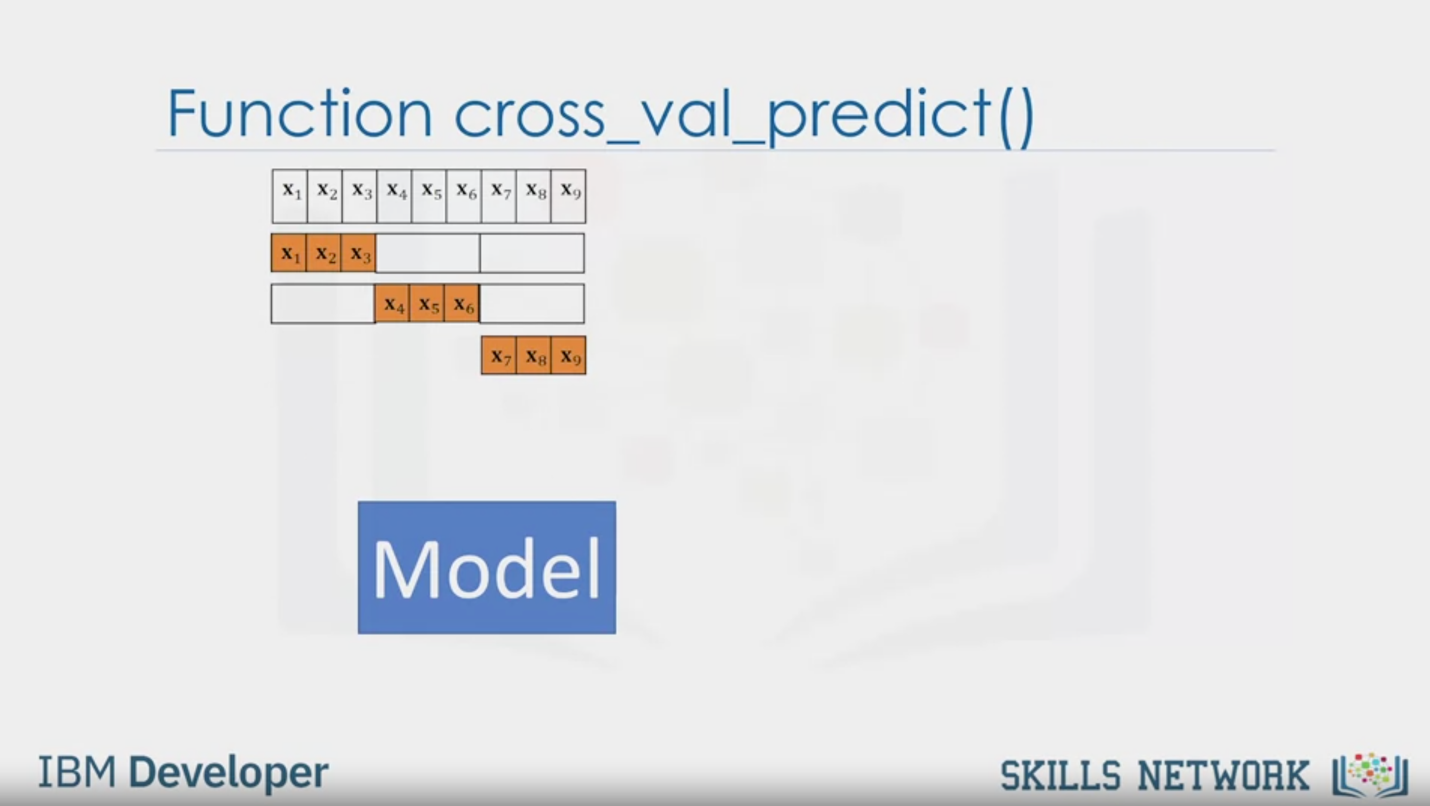 Function cross_val_predict()
x₁ x₂ x₃ x₄ x₅ x₆ x₇ x₈ x₉
x₁ x₂ x₃
x₄ x₅ x₆
x₇ x₈ x₉
Model
IBM Developer
SKILLS NETWORK